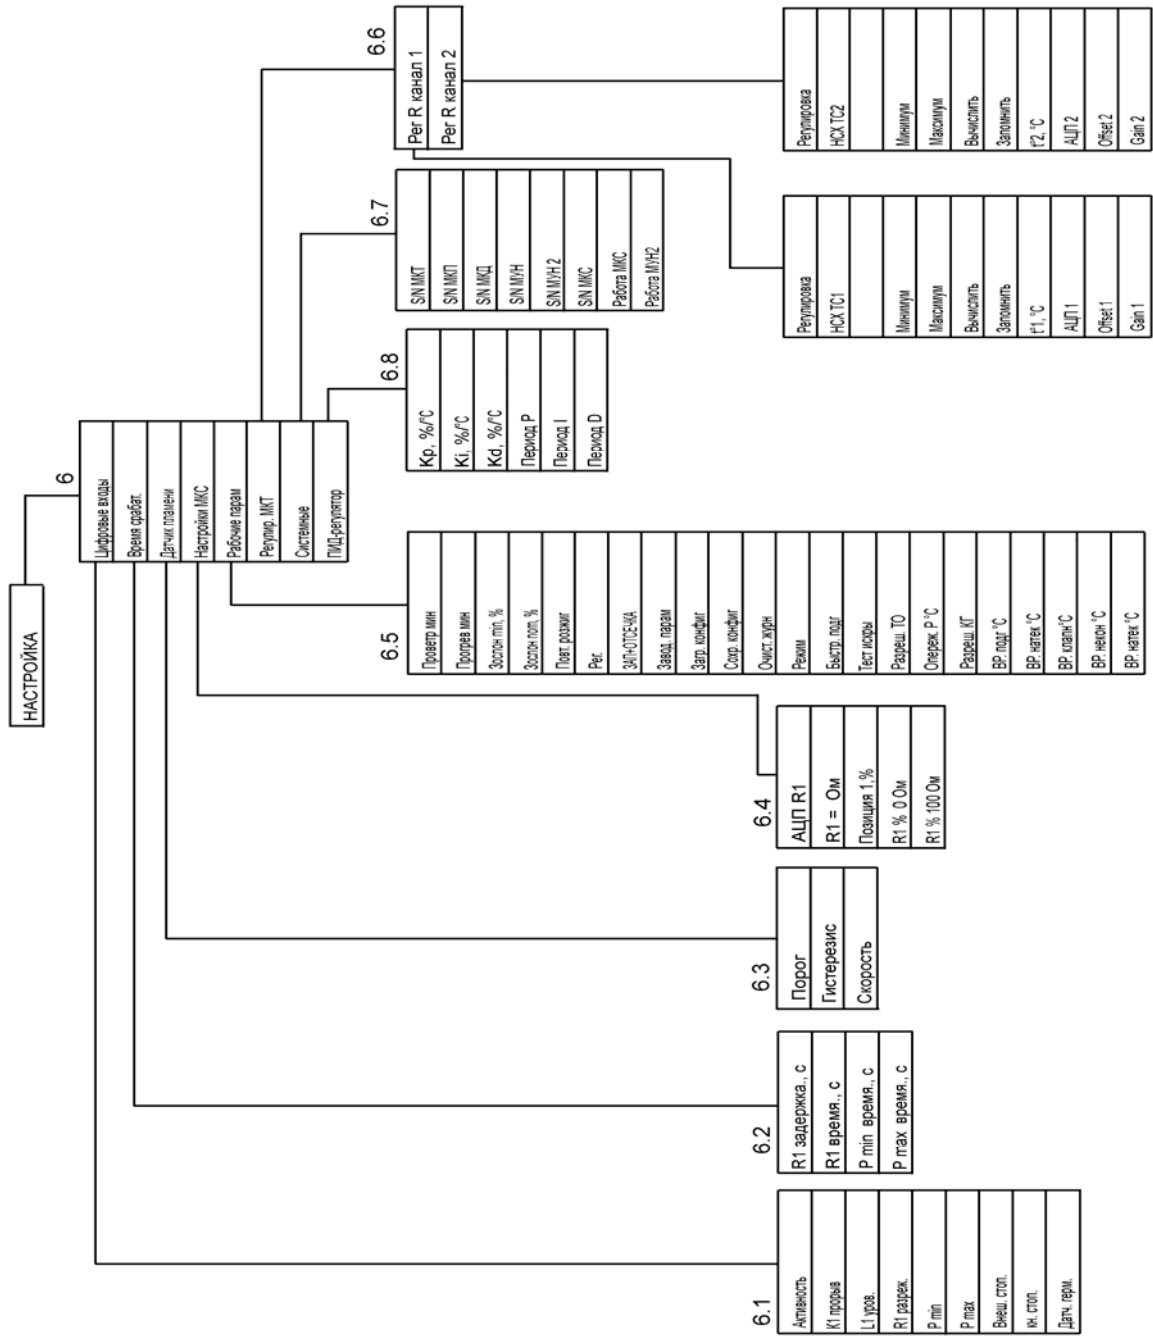 НАСТРОЙКА
6
Цифровые входы
Время срабат.
Датчик пламени
Настройки МКС
Рабочие парам
Регулир. МКТ
Системные
ПИД-регулятор
6.1
Активность
К1 прорыв
L1 уров.
R1 разреж.
P min
P max
Внеш. стоп.
кн. стоп.
Датч. герм.
6.2
R1 задержка., с
R1 время., с
P min время., с
P max время., с
6.3
Порог
Гистерезис
Скорость
6.4
АЦП R1
R1 = Ом
Позиция 1,%
R1 % 0 Ом
R1 % 100 Ом
6.5
Проветр мин
Прогрев мин
Зослон min, %
Зослон nom, %
Повт. розжиг
Рег.
ЗАП+ОТСЕЧКА
Завод. парам
Загр. конфиг
Сохр. конфиг
Очист. журн
Режим
Быстр. подг
Тест искры
Разреш. ТО
Опереж. Р °С
Разреш. КГ
ВР. подг °С
ВР. натек °С
ВР. клапн°С
ВР. некон °С
ВР. натек °С
6.8
Kp, %/°C
Ki, %/°C
Kd, %/°C
Период P
Период I
Период D
6.7
S/N МКТ
S/N МКП
S/N МКД
S/N МУН
S/N МУН 2
S/N МКС
Работа МКС
Работа МУН2
6.6
Рег R канал 1
Рег R канал 2
Регулировка
НСХ ТС1
Минимум
Максимум
Вычислить
Запомнить
t°1, °C
АЦП 1
Offset 1
Gain 1
Регулировка
НСХ ТС2
Минимум
Максимум
Вычислить
Запомнить
t°2, °C
АЦП 2
Offset 2
Gain 2